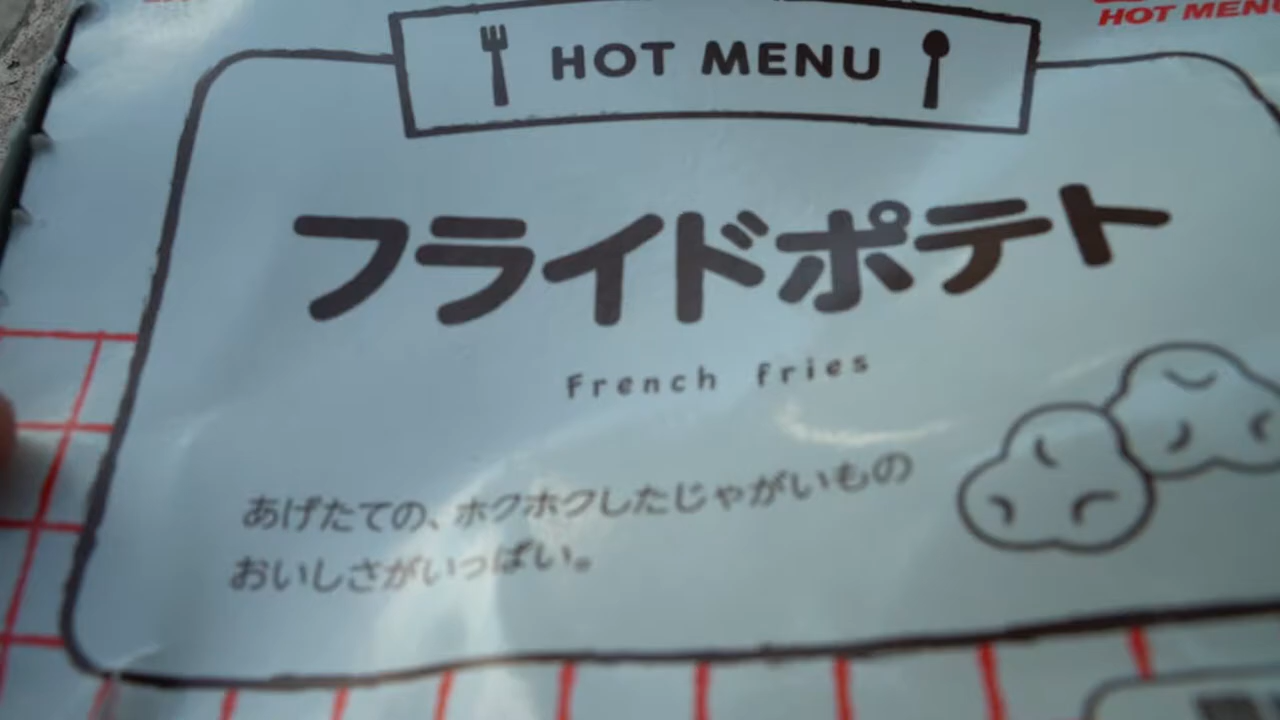 HOT MENU
HOT MENU
フライドポテト
French fries
あげたての、ホクホクしたじゃがいもの
おいしさがいっぱい。